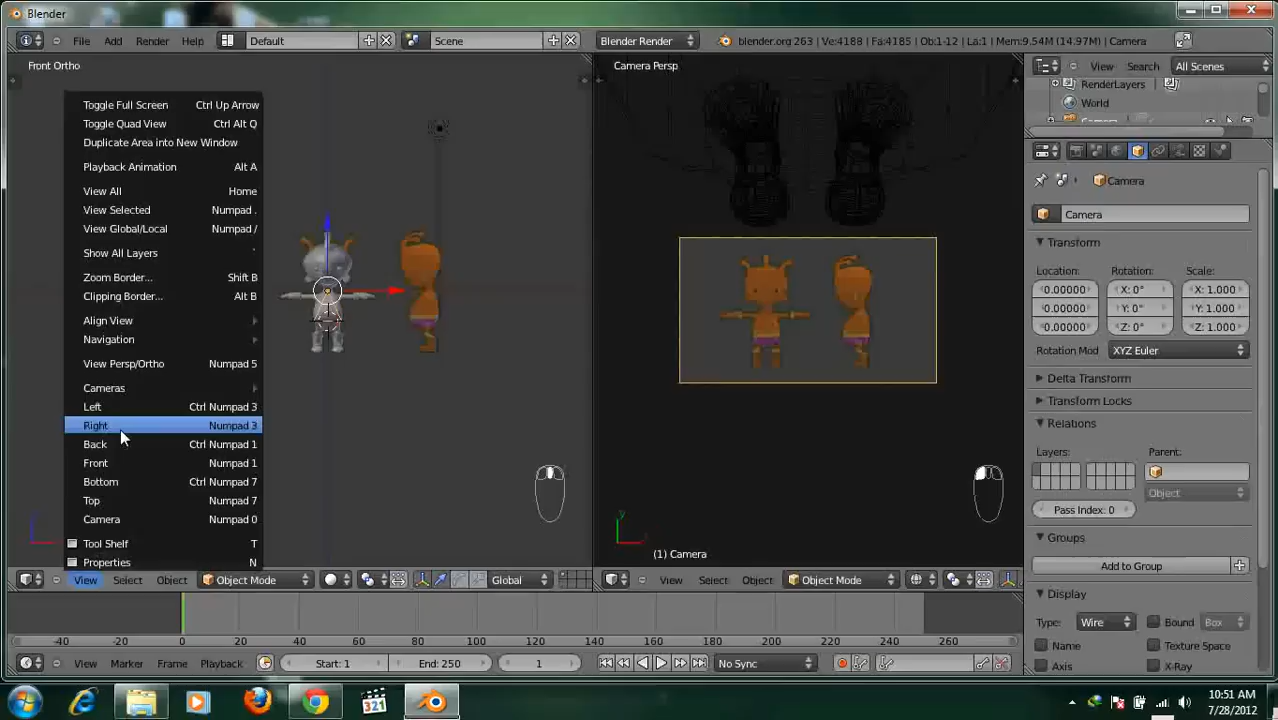 Blender
File Add Render Help Default Scene Blender Render blender.org 263 | Ve:4188 | Fa:4185 | Ob:1-12 | La:1 | Mem:9.54M (14.97M) | Camera
Front Ortho
Toggle Full Screen Ctrl Up Arrow
Toggle Quad View Ctrl Alt Q
Duplicate Area into New Window
Playback Animation Alt A
View All Home
View Selected Numpad .
View Global/Local Numpad /
Show All Layers `
Zoom Border... Shift B
Clipping Border... Alt B
Align View
Navigation
View Persp/Ortho Numpad 5
Cameras
Left Ctrl Numpad 3
Right Numpad 3
Back Ctrl Numpad 1
Front Numpad 1
Bottom Ctrl Numpad 7
Top Numpad 7
Camera Numpad 0
Tool Shelf T
Properties N
View Select Object Object Mode Global
Camera Persp
y
(1) Camera
View Select Object Object Mode
View Search All Scenes
RenderLayers
World
Camera
Camera
Transform
Location: Rotation: Scale:
0.00000 X: 0° X: 1.000
0.00000 Y: 0° Y: 1.000
0.00000 Z: 0° Z: 1.000
Rotation Mod XYZ Euler
Delta Transform
Transform Locks
Relations
Layers: Parent:
Object
Pass Index: 0
Groups
Add to Group
Display
Type: Wire Bound Box
Name Texture Space
Axis X-Ray
-40 -20 0 20 40 60 80 100 120 140 160 180 200 220 240 260
View Marker Frame Playback Start: 1 End: 250 1 No Sync
321
10:51 AM
7/28/2012